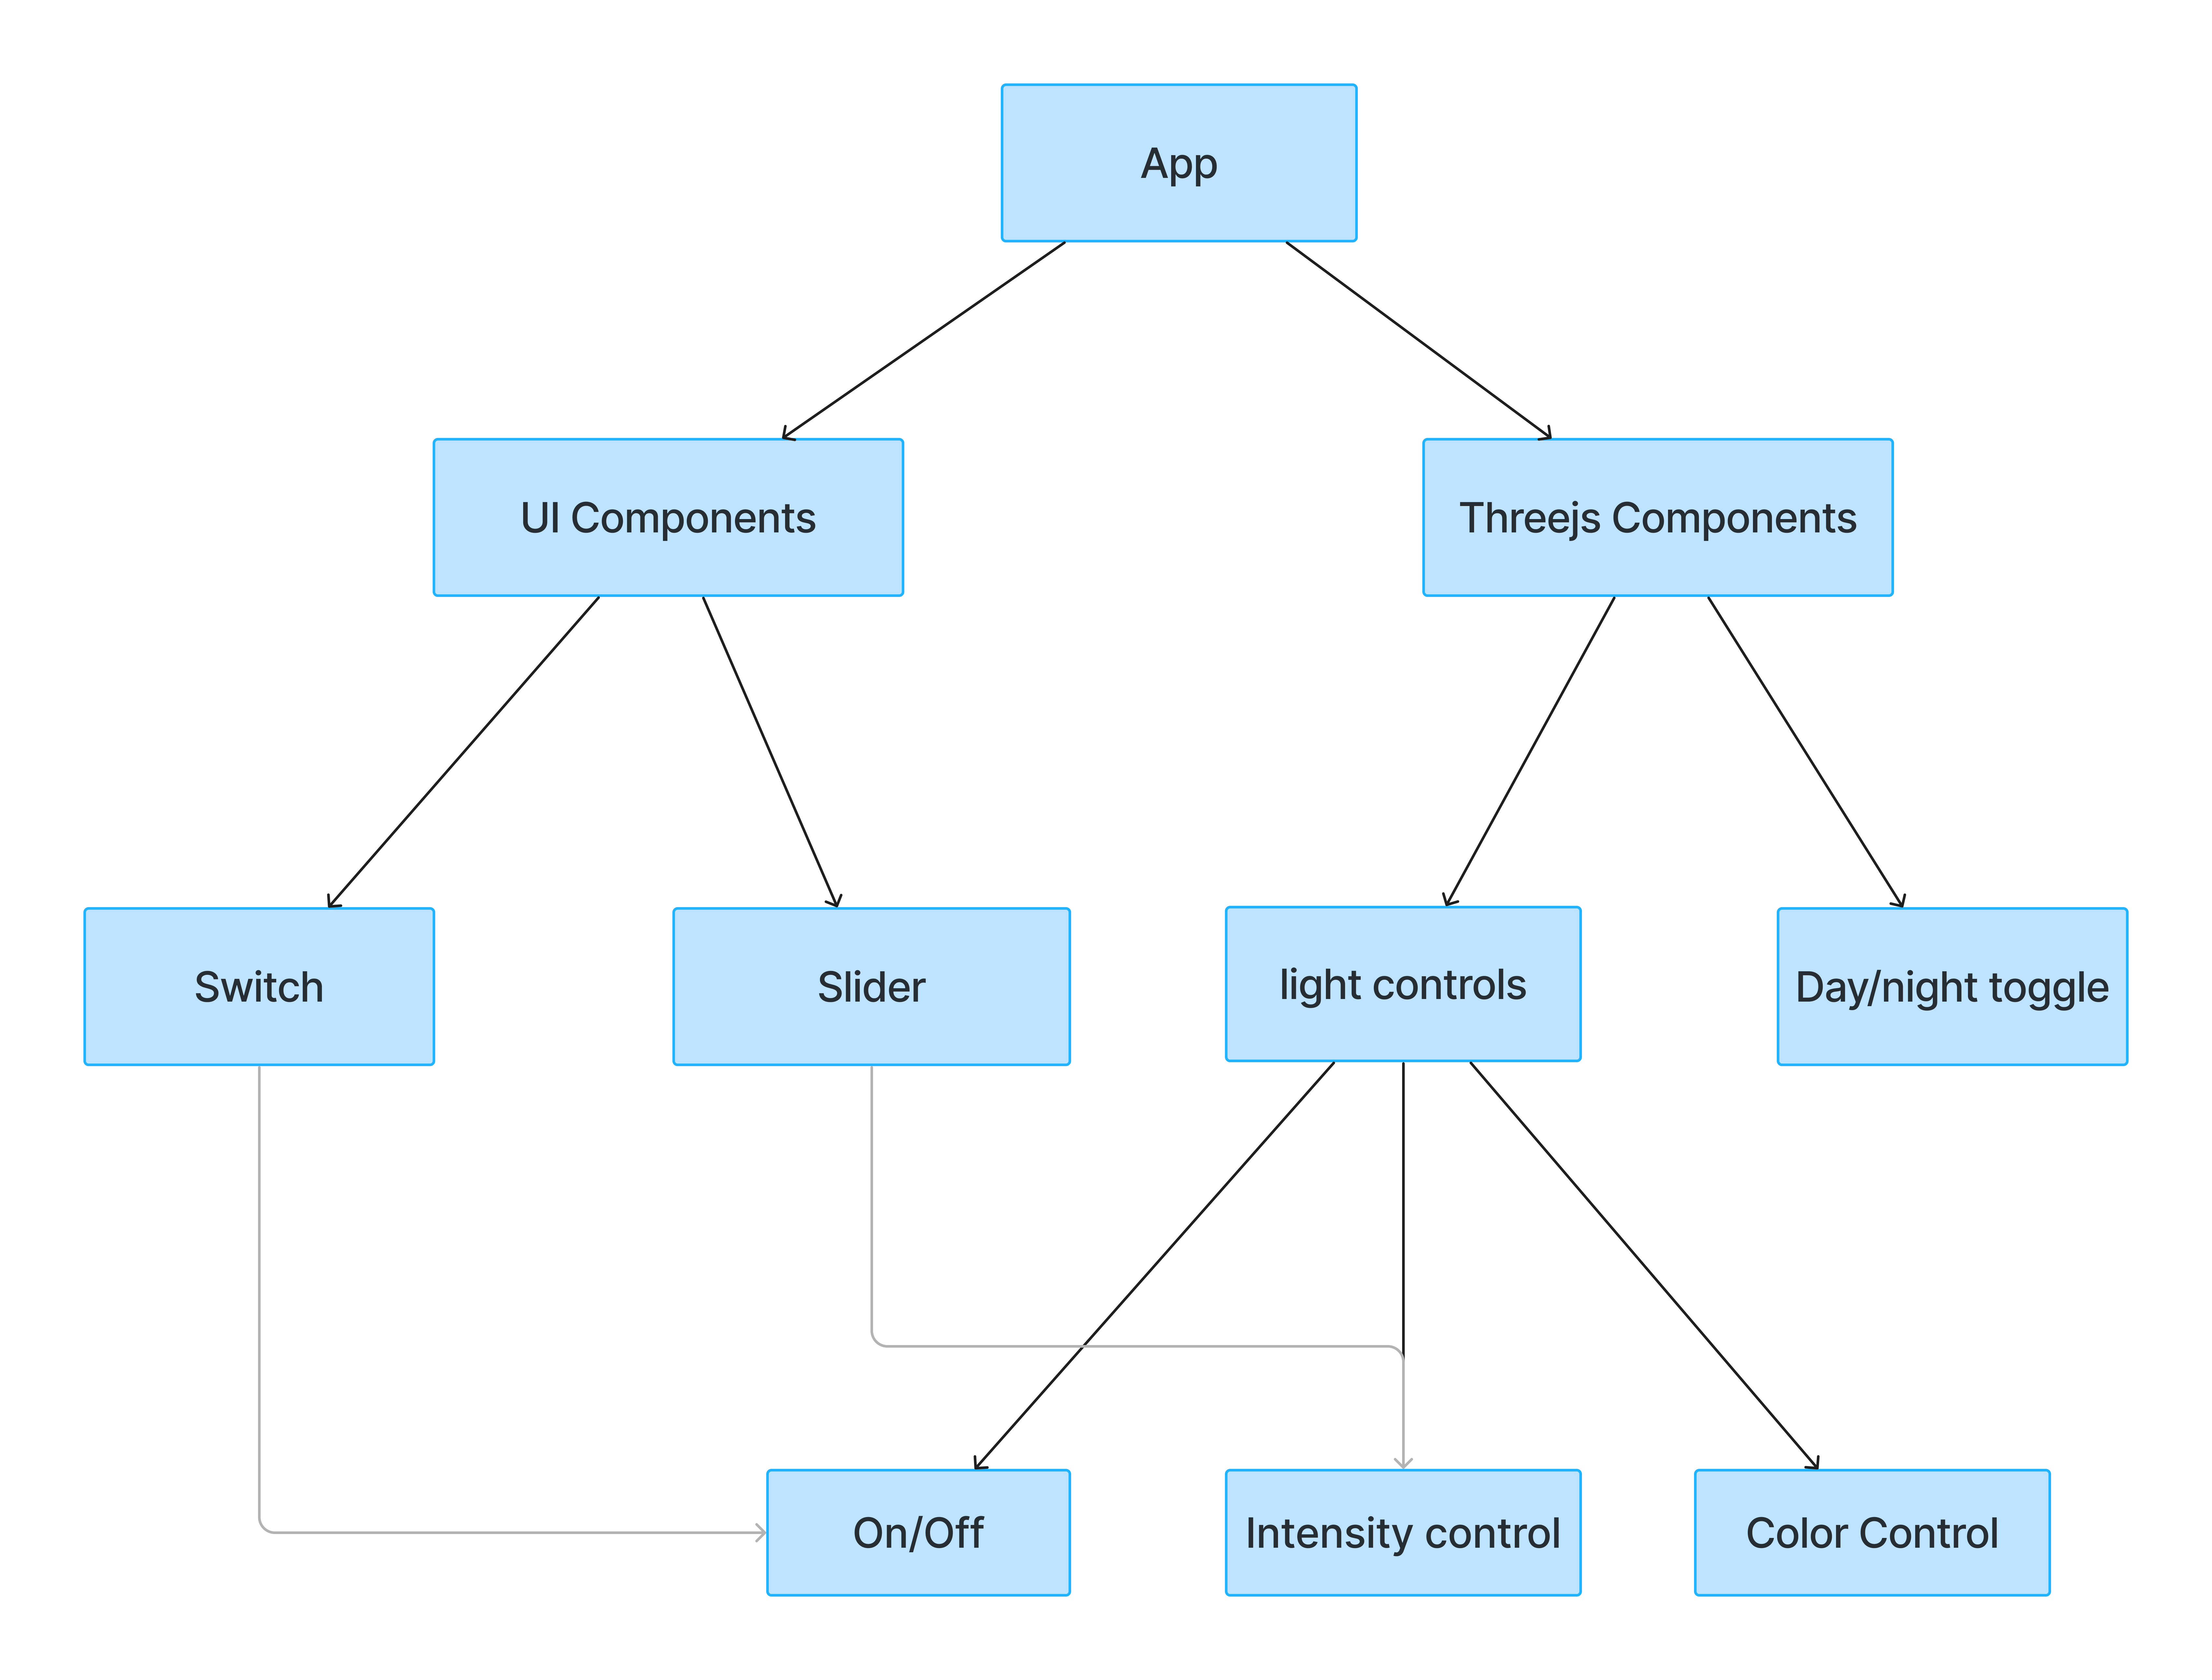 App
UI Components
Threejs Components
Switch
Slider
light controls
Day/night toggle
On/Off
Intensity control
Color Control